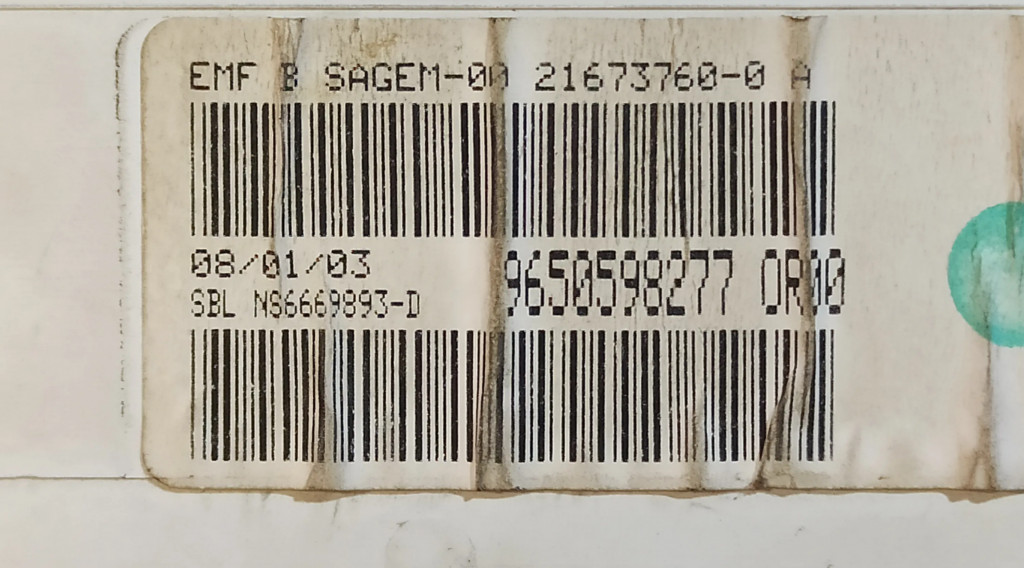 EMF B SAGEM-00 21673760-0 A
08/01/03
9650598277 OR00
SBL NS6669893-D